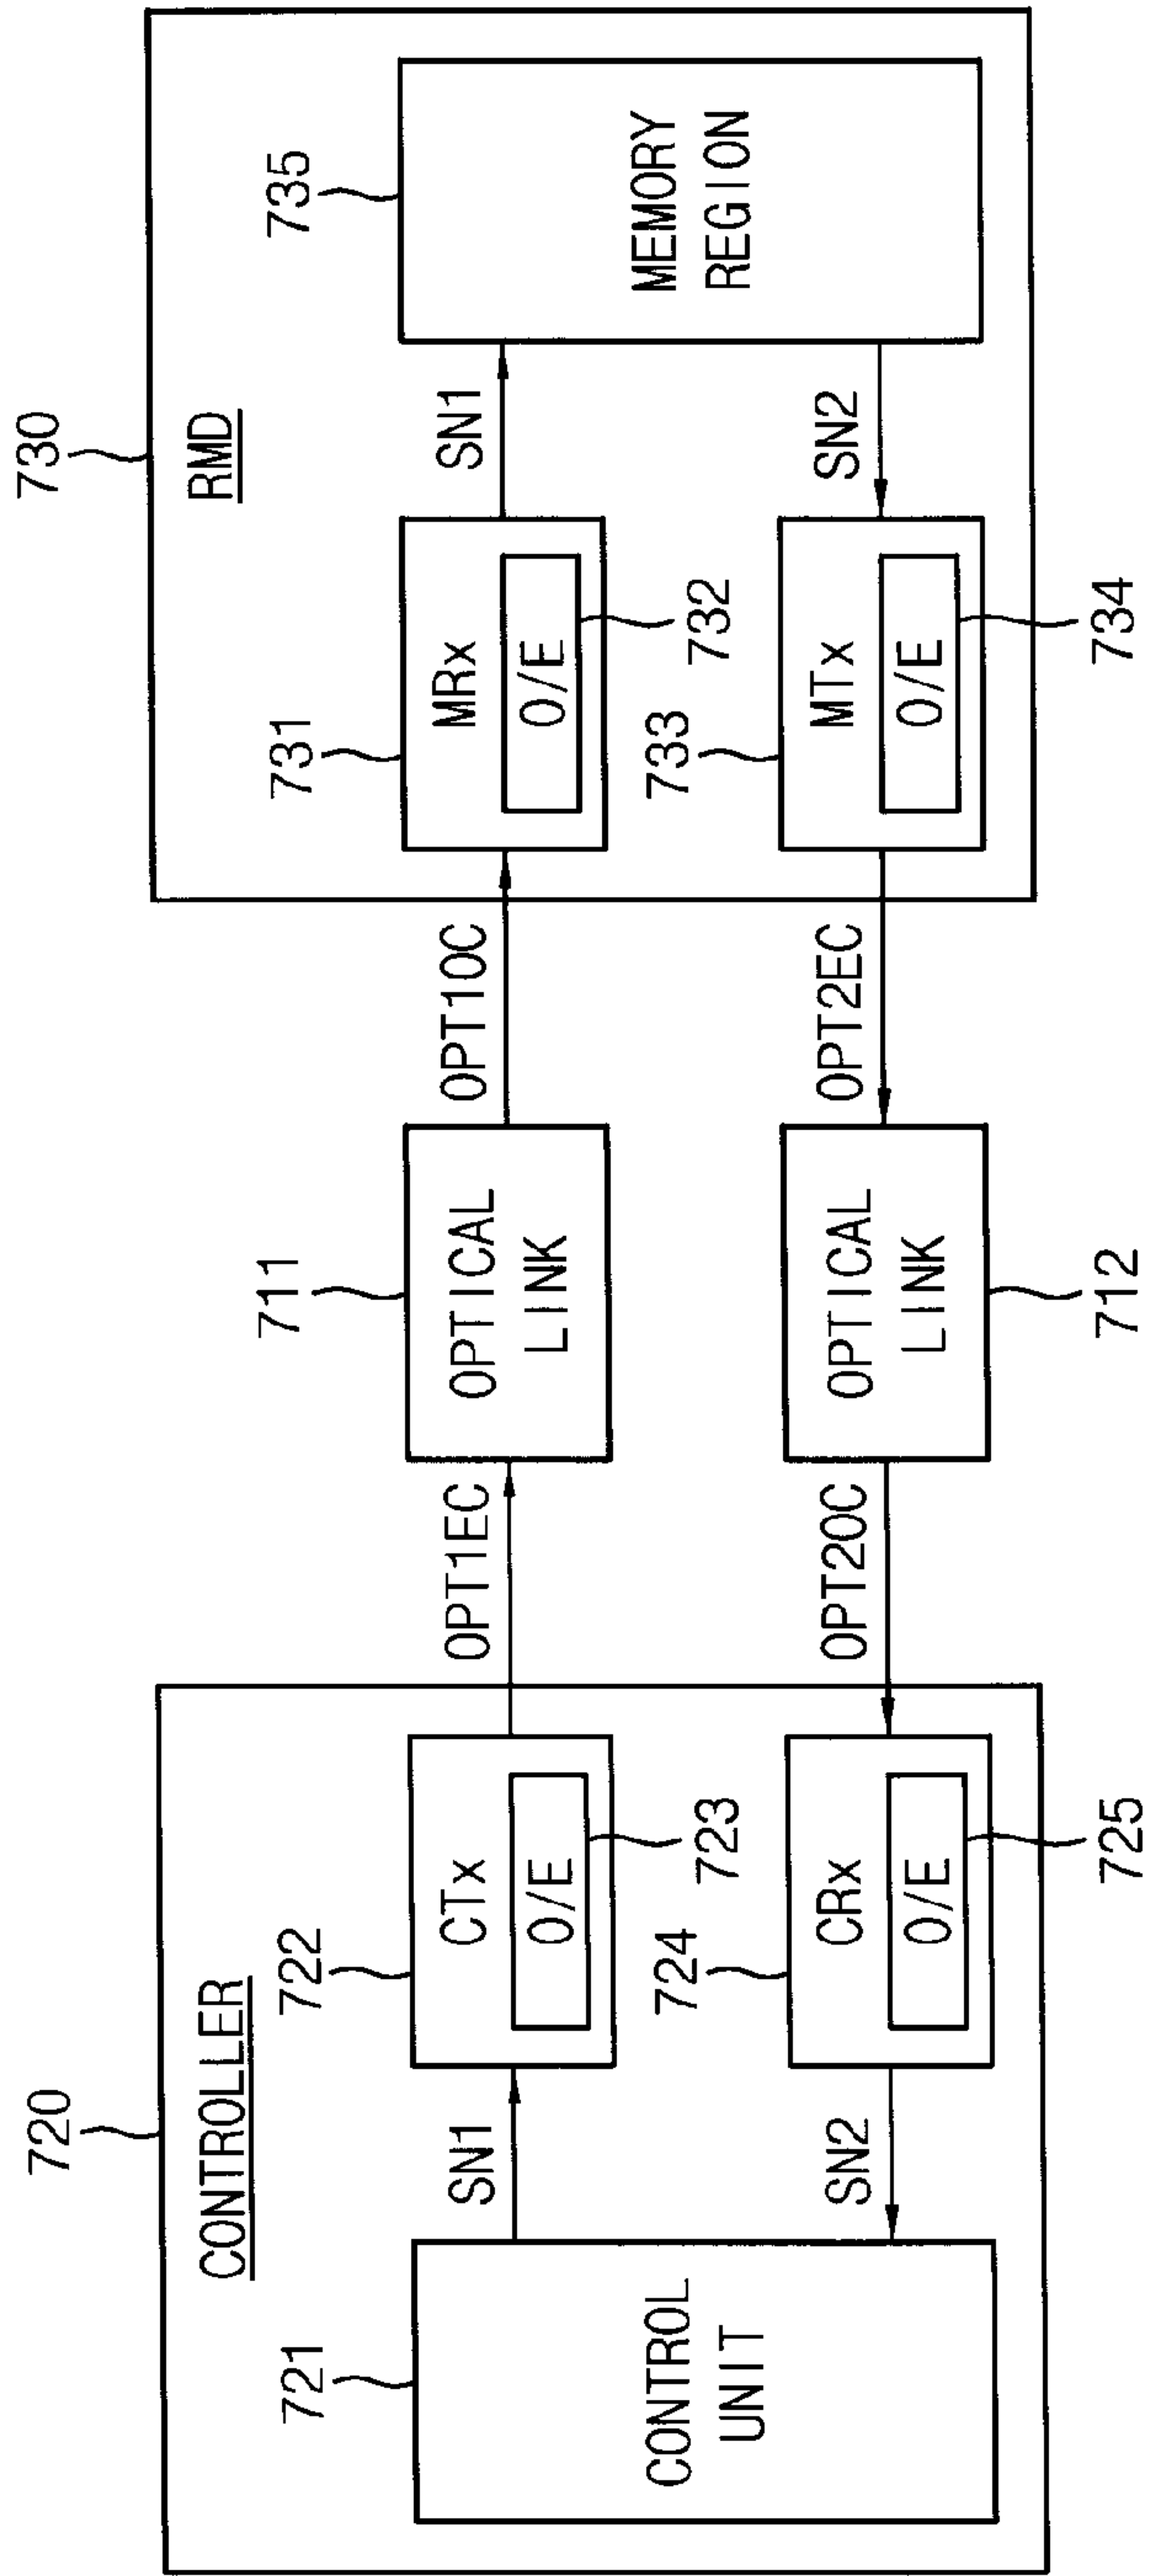 720
CONTROLLER
721
CONTROL
UNIT
SN1
SN2
722
CTx
O/E
723
724
CRx
O/E
725
OPT1EC
OPT2OC
711
OPTICAL
LINK
OPTICAL
LINK
712
OPT1OC
OPT2EC
730
RMD
731
MRx
O/E
732
733
MTx
O/E
734
SN1
SN2
735
MEMORY
REGION